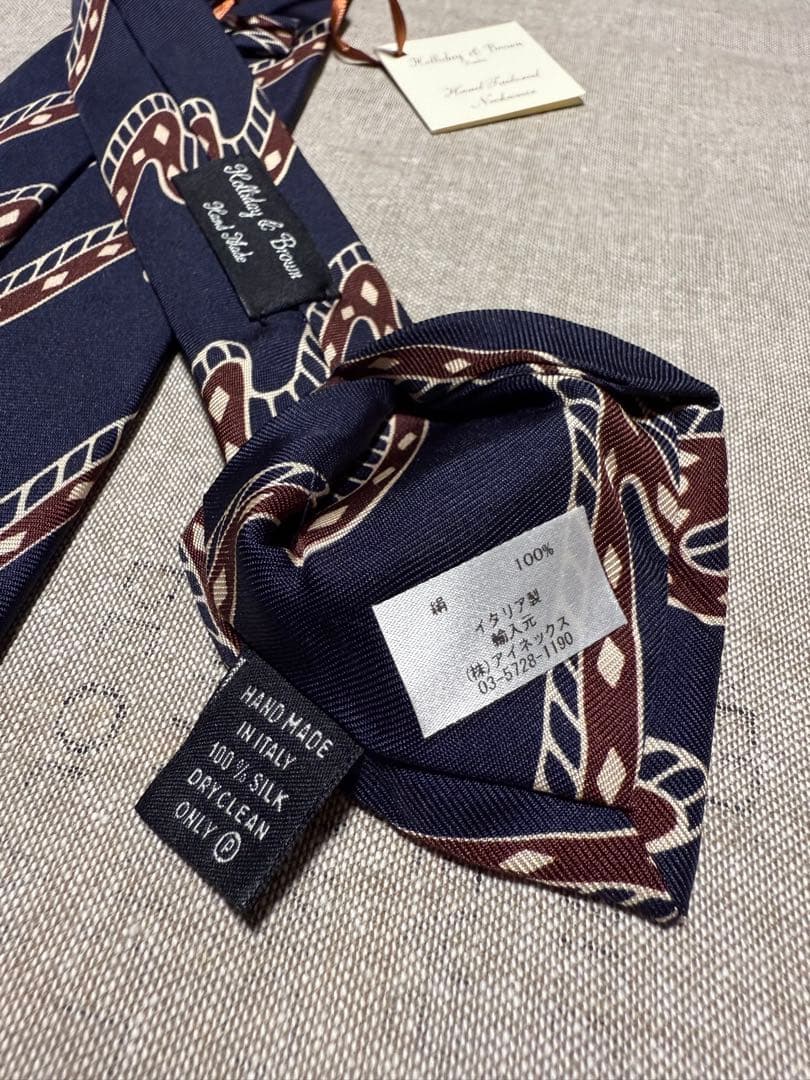 Holliday & Brown
Hand Tailored
Neckwear
Holliday & Brown
Hand Made
絹 100%
イタリア製
輸入元
(株)アイネックス
03-5728-1190
HAND MADE
IN ITALY
100 % SILK
DRYCLEAN
ONLY Ⓟ